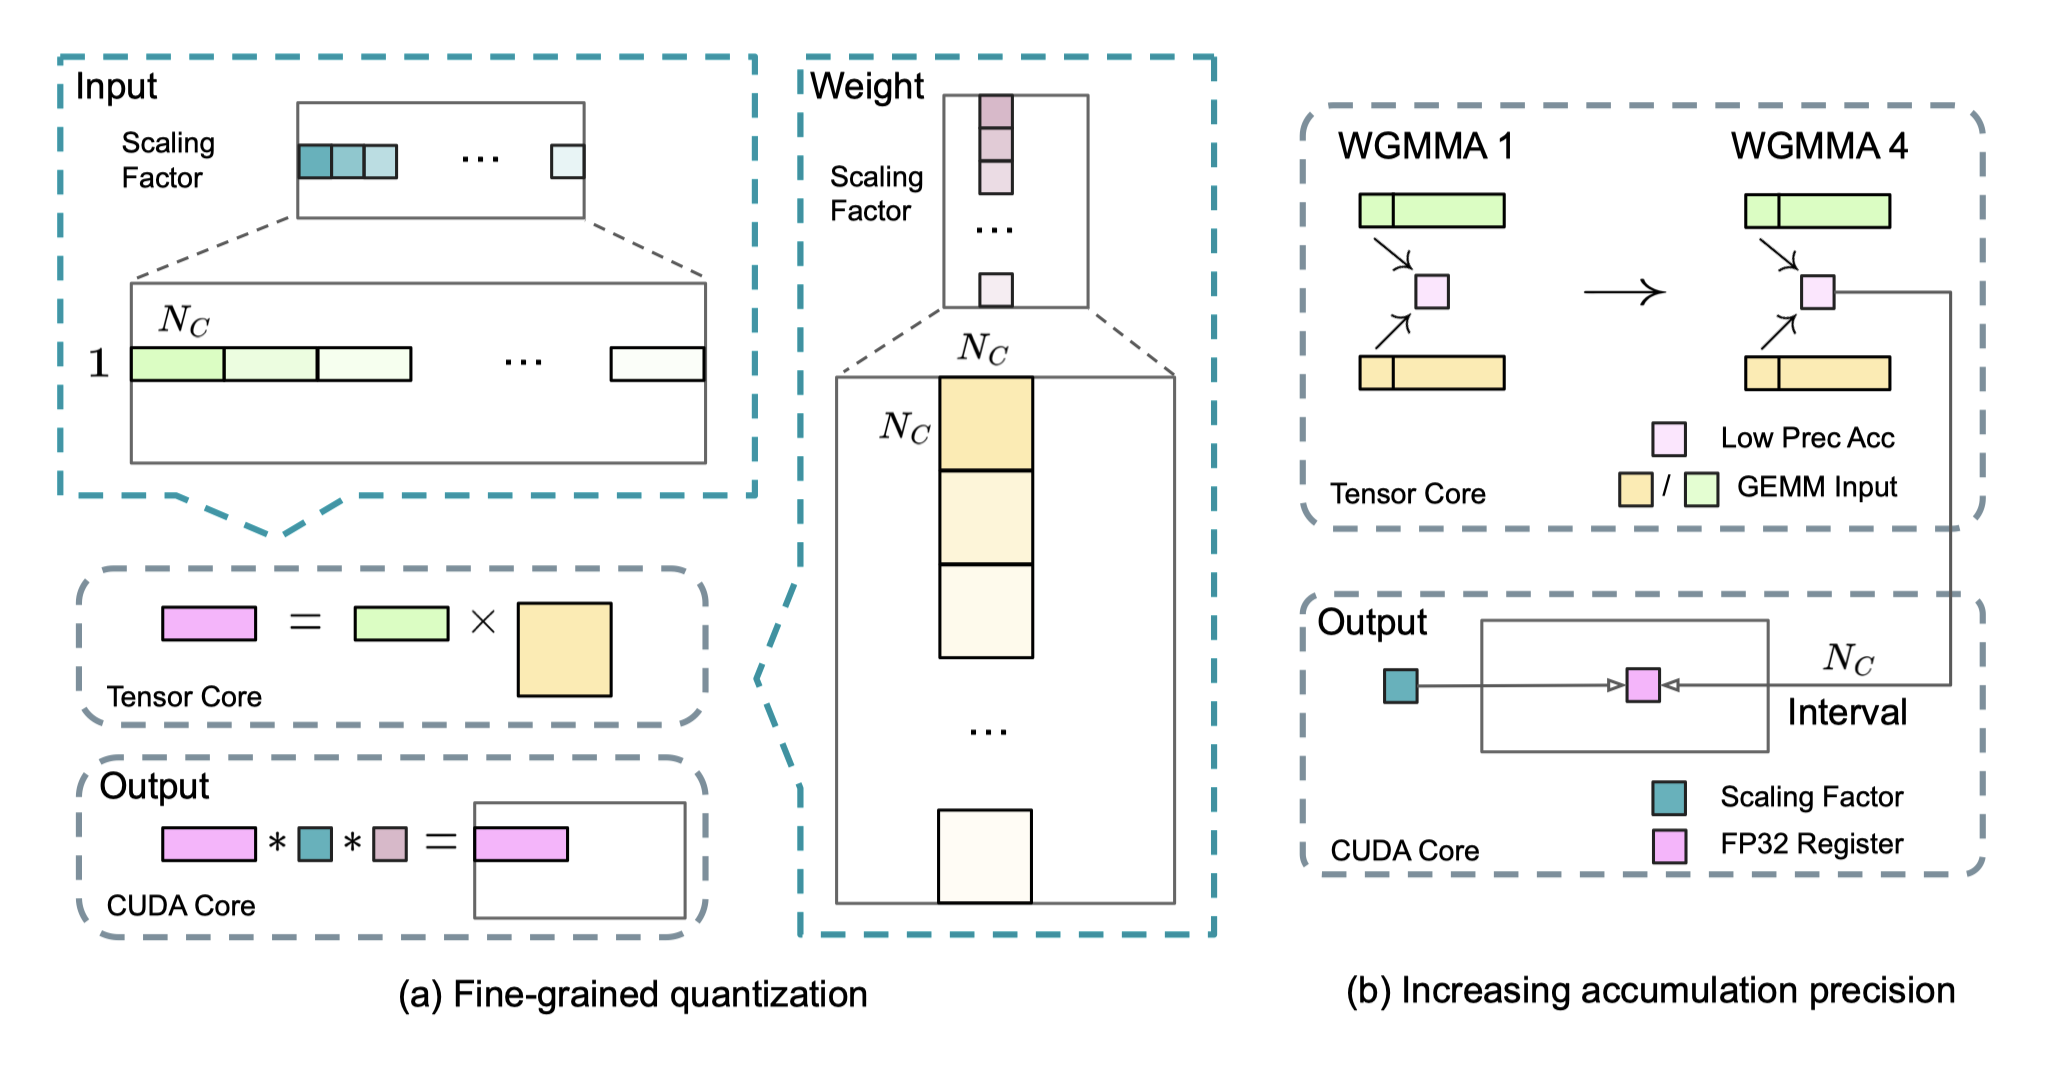 Input
Scaling
Factor
...
N_C
1
...
Tensor Core
= ×
Output
* * =
CUDA Core
Weight
Scaling
Factor
...
N_C
N_C
...
(a) Fine-grained quantization
WGMMA 1
WGMMA 4
Low Prec Acc
/ GEMM Input
Tensor Core
Output
N_C
Interval
Scaling Factor
FP32 Register
CUDA Core
(b) Increasing accumulation precision